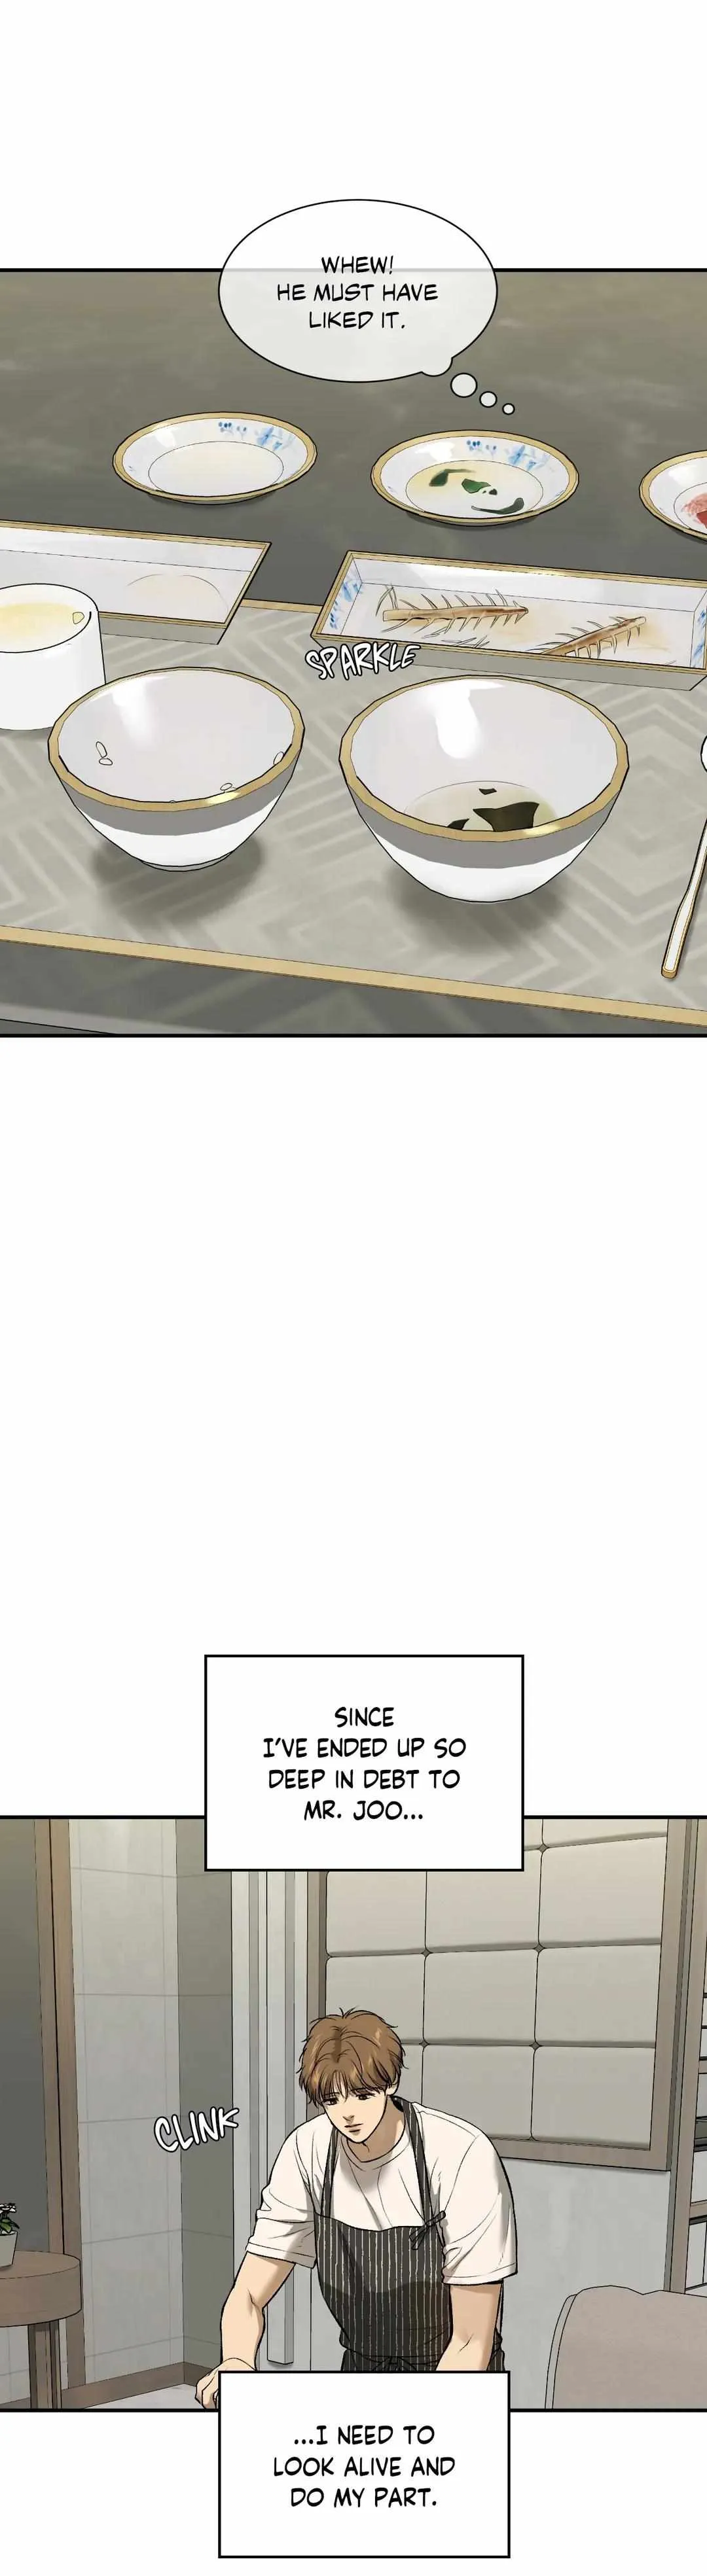 WHEW!
HE MUST HAVE
LIKED IT.
SPARKLE
SINCE
I'VE ENDED UP SO
DEEP IN DEBT TO
MR. JOO...
CLINK
...I NEED TO
LOOK ALIVE AND
DO MY PART.